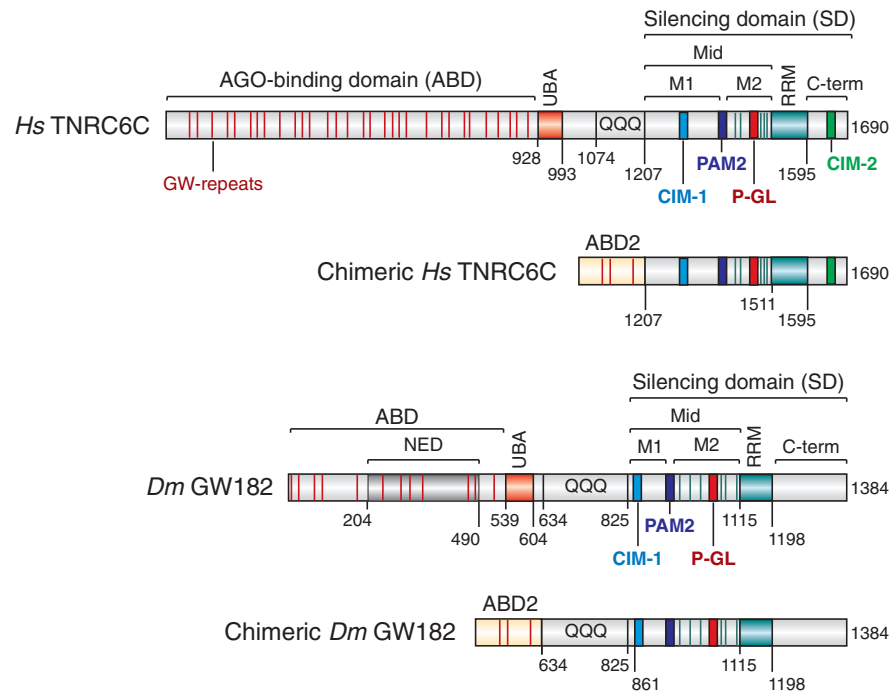 Silencing domain (SD)
Mid
AGO-binding domain (ABD)
UBA
M1
M2
RRM
C-term
Hs TNRC6C
QQQ
1690
928
1074
1207
1595
993
GW-repeats
PAM2
CIM-2
CIM-1
P-GL
ABD2
Chimeric Hs TNRC6C
1690
1207
1511
1595
Silencing domain (SD)
ABD
Mid
NED
UBA
M1
M2
RRM
C-term
Dm GW182
QQQ
1384
204
490
539
604
634
825
PAM2
1115
1198
CIM-1
P-GL
ABD2
Chimeric Dm GW182
QQQ
1384
634
825
861
1115
1198